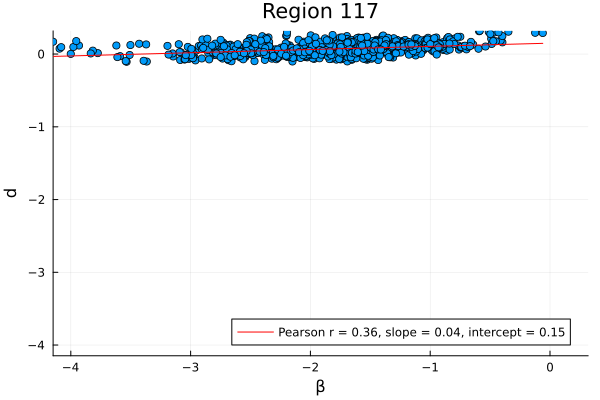 Region 117
d
0
−1
−2
−3
−4
Pearson r = 0.36, slope = 0.04, intercept = 0.15
−4 −3 −2 −1 0
β